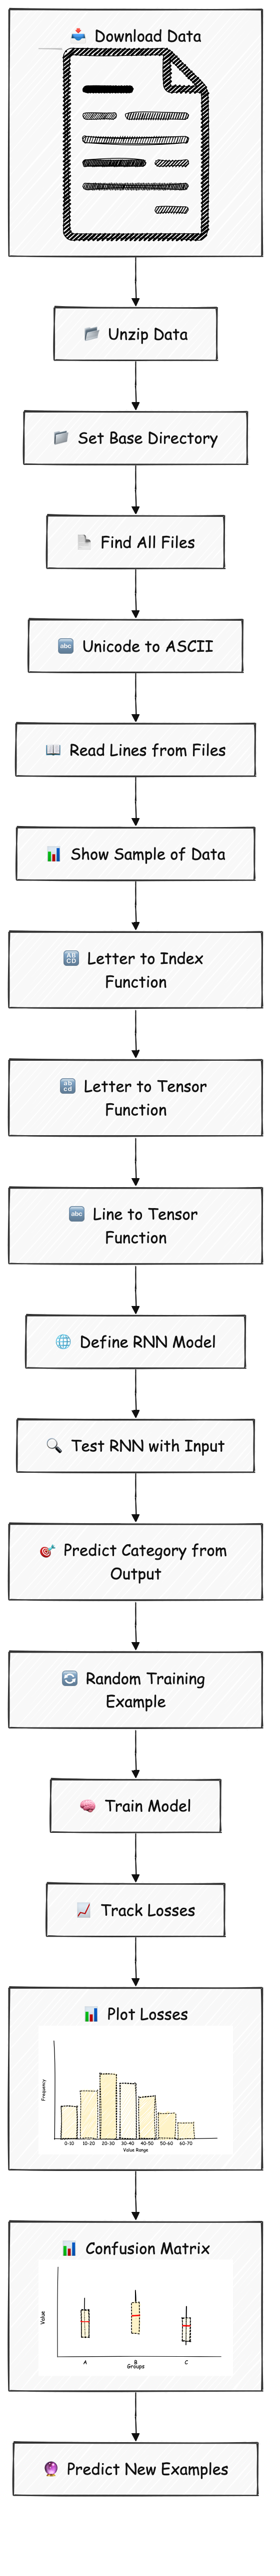 Download Data
Unzip Data
Set Base Directory
Find All Files
abc Unicode to ASCII
Read Lines from Files
Show Sample of Data
ABCD Letter to Index
Function
abcd Letter to Tensor
Function
abc Line to Tensor
Function
Define RNN Model
Test RNN with Input
Predict Category from
Output
Random Training
Example
Train Model
Track Losses
Plot Losses
Frequency
0-10 10-20 20-30 30-40 40-50 50-60 60-70
Value Range
Confusion Matrix
Value
A B C
Groups
Predict New Examples